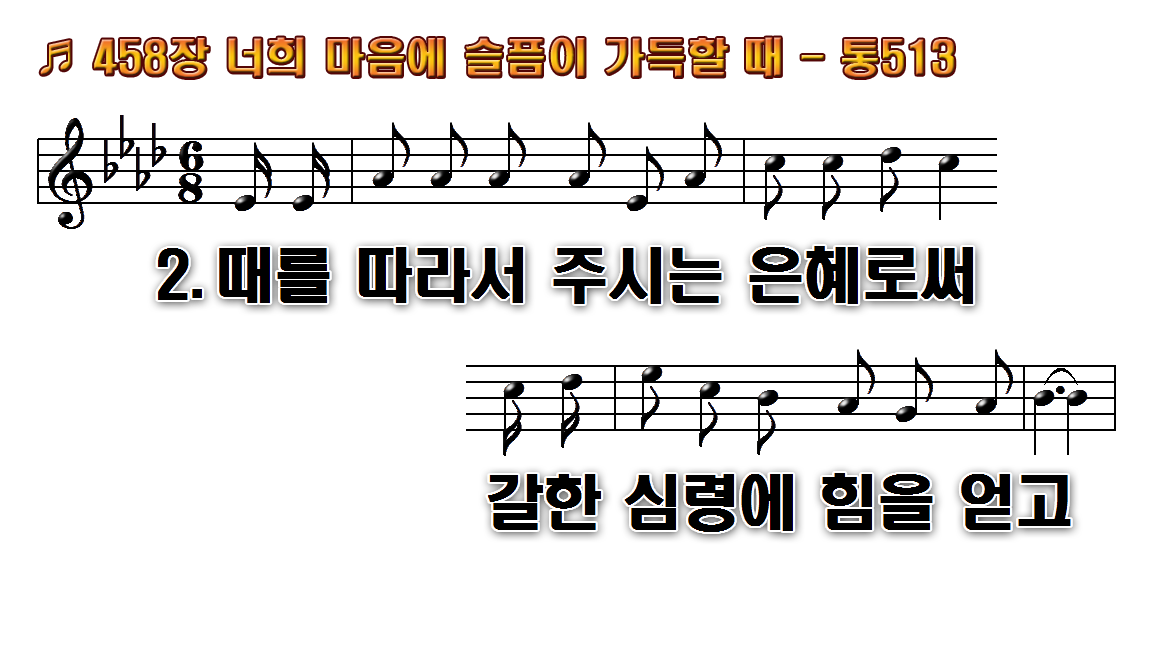 ♬ 458장 너희 마음에 슬픔이 가득할 때 - 통513
6
8
2. 때를 따라서 주시는 은혜로써
갈한 심령에 힘을 얻고